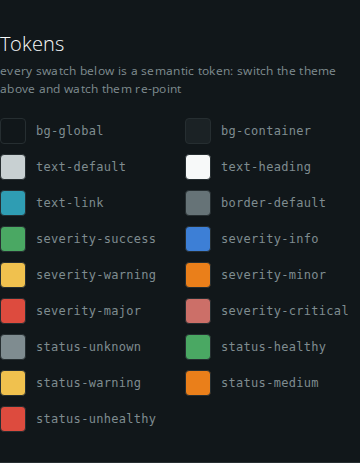 Tokens
every swatch below is a semantic token: switch the theme
above and watch them re-point
bg-global
bg-container
text-default
text-heading
text-link
border-default
severity-success
severity-info
severity-warning
severity-minor
severity-major
severity-critical
status-unknown
status-healthy
status-warning
status-medium
status-unhealthy